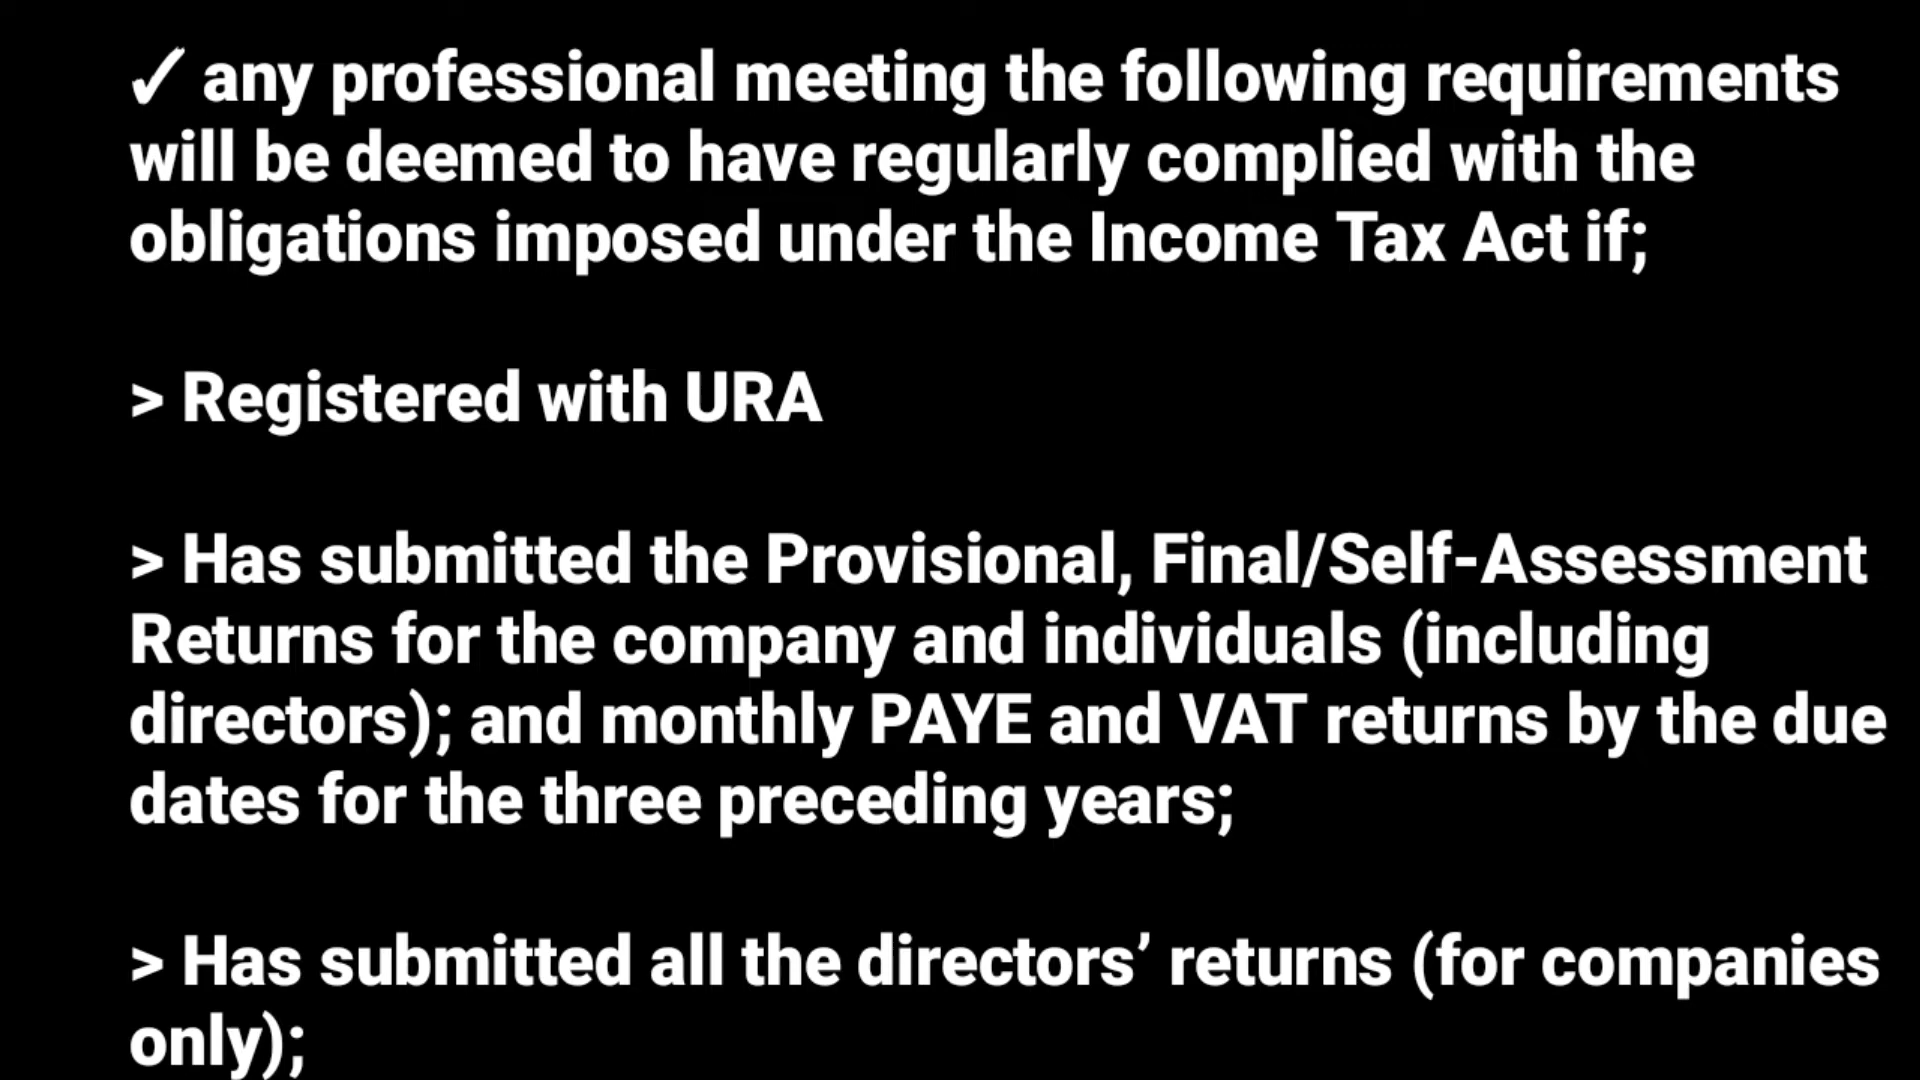 ✓ any professional meeting the following requirements
will be deemed to have regularly complied with the
obligations imposed under the Income Tax Act if;
> Registered with URA
> Has submitted the Provisional, Final/Self-Assessment
Returns for the company and individuals (including
directors); and monthly PAYE and VAT returns by the due
dates for the three preceding years;
> Has submitted all the directors’ returns (for companies
only);